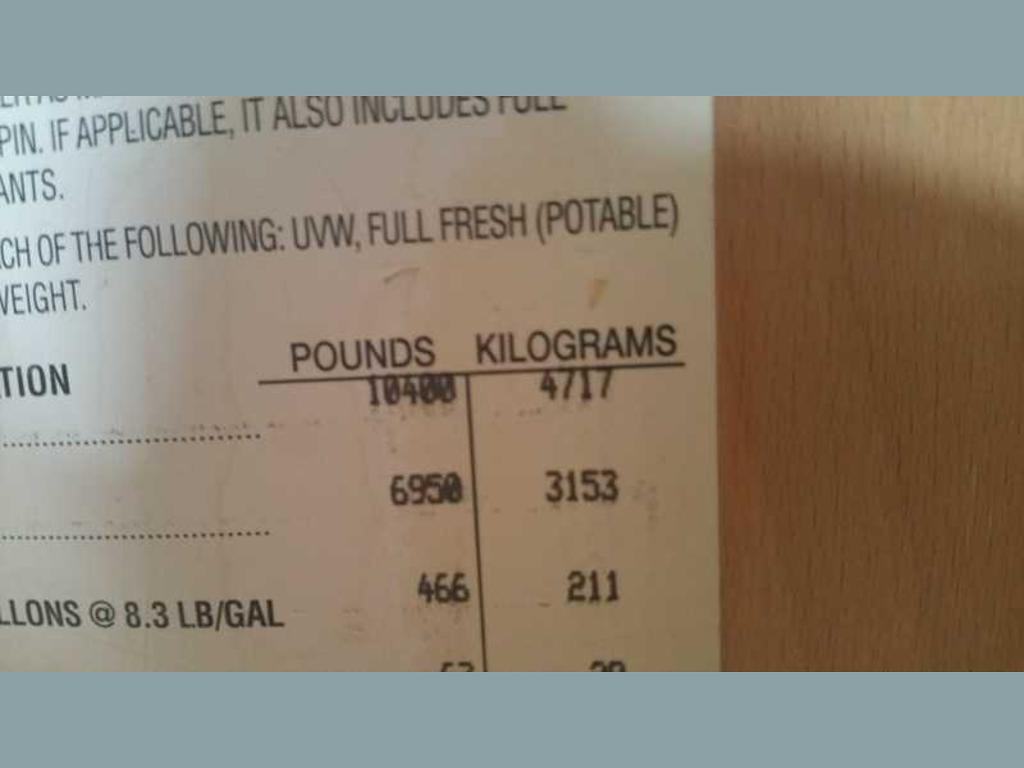 PIN. IF APPLICABLE, IT ALSO INCLUDES FULL
ANTS.
CH OF THE FOLLOWING: UVW, FULL FRESH (POTABLE)
WEIGHT.
POUNDS KILOGRAMS
TION 10400 4717
6950 3153
466 211
LLONS @ 8.3 LB/GAL